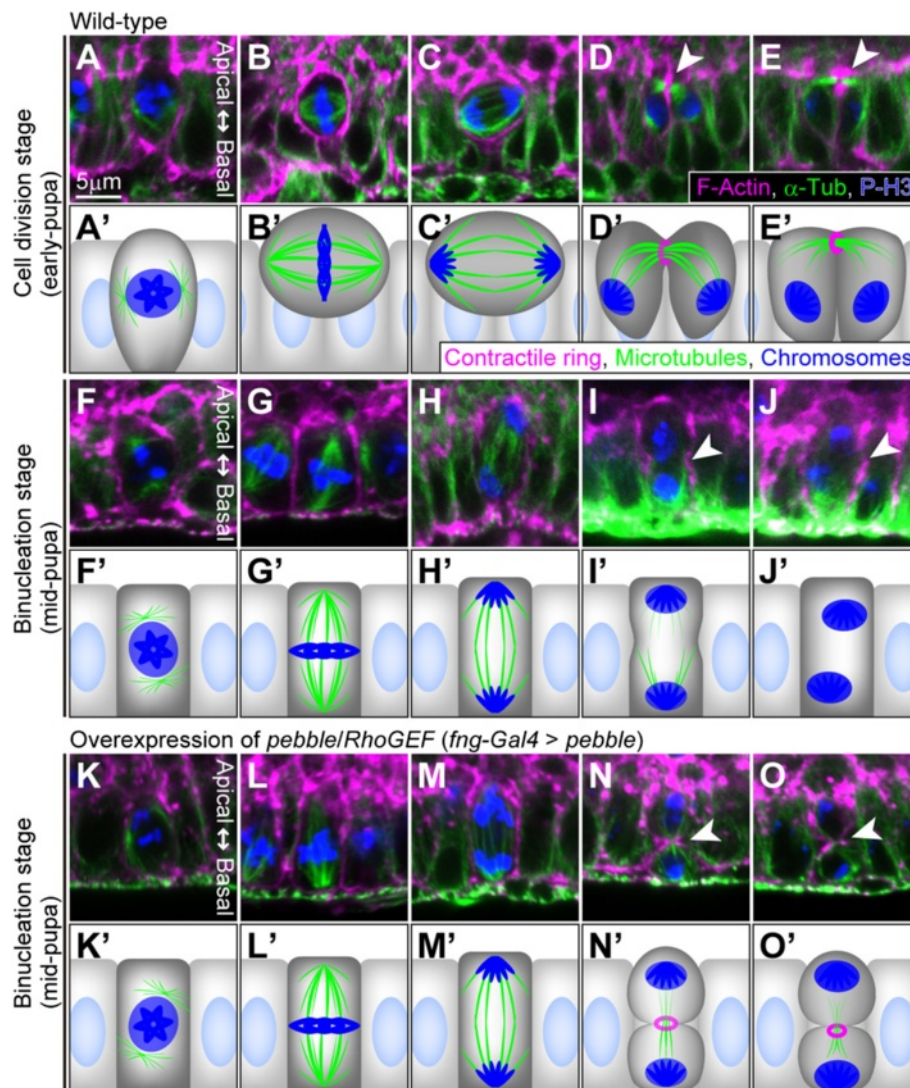 Wild-type
Cell division stage
(early-pupa)
A
Apical ↔ Basal
B
C
D
E
5μm
F-Actin, α-Tub, P-H3
A'
B'
C'
D'
E'
Contractile ring, Microtubules, Chromosomes
Binucleation stage
(mid-pupa)
F
Apical ↔ Basal
G
H
I
J
F'
G'
H'
I'
J'
Overexpression of pebble/RhoGEF (fng-Gal4 > pebble)
Binucleation stage
(mid-pupa)
K
Apical ↔ Basal
L
M
N
O
K'
L'
M'
N'
O'